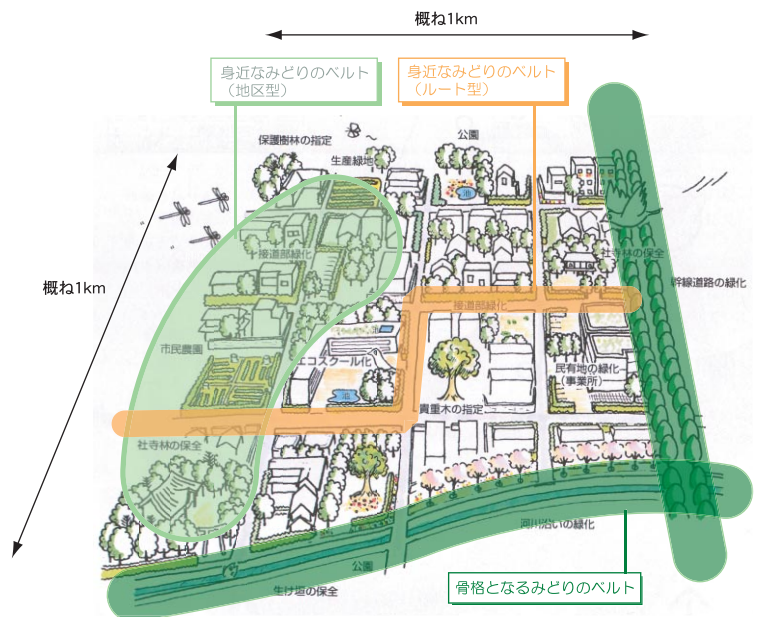 概ね1km
身近なみどりのベルト
（地区型）
身近なみどりのベルト
（ルート型）
保護樹林の指定
公園
生産緑地
池
接道部緑化
社寺林の保全
幹線道路の緑化
概ね1km
接道部緑化
市民農園
エコスクール化
池
民有地の緑化
（事業所）
貴重木の指定
社寺林の保全
河川沿いの緑化
公園
生け垣の保全
骨格となるみどりのベルト